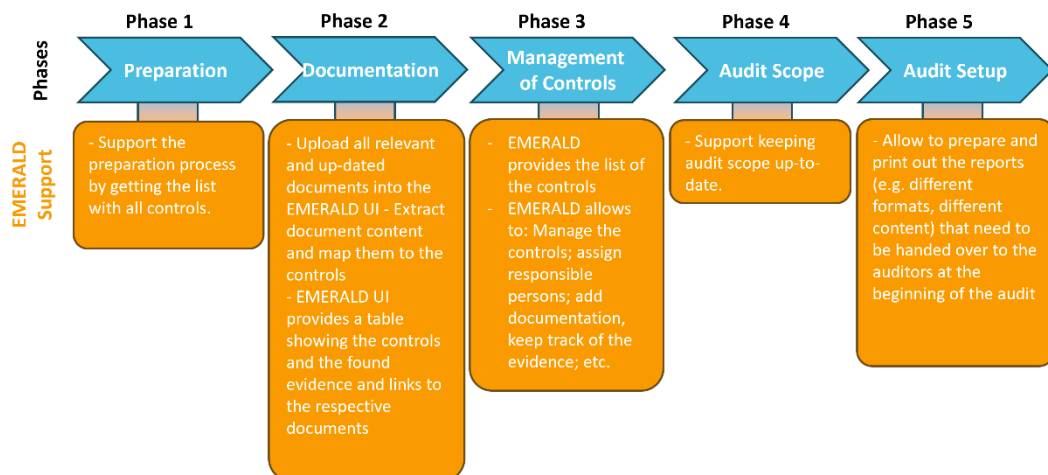 Phase 1
Phase 2
Phase 3
Phase 4
Phase 5
Phases
Preparation
Documentation
Management
of Controls
Audit Scope
Audit Setup
EMERALD
Support
- Support the
preparation process
by getting the list
with all controls.
- Upload all relevant
and up-dated
documents into the
EMERALD UI - Extract
document content
and map them to the
controls
- EMERALD UI
provides a table
showing the controls
and the found
evidence and links to
the respective
documents
- EMERALD
provides the list of
the controls
- EMERALD allows
to: Manage the
controls; assign
responsible
persons; add
documentation,
keep track of the
evidence; etc.
- Support keeping
audit scope up-to-
date.
- Allow to prepare and
print out the reports
(e.g. different
formats, different
content) that need to
be handed over to the
auditors at the
beginning of the audit